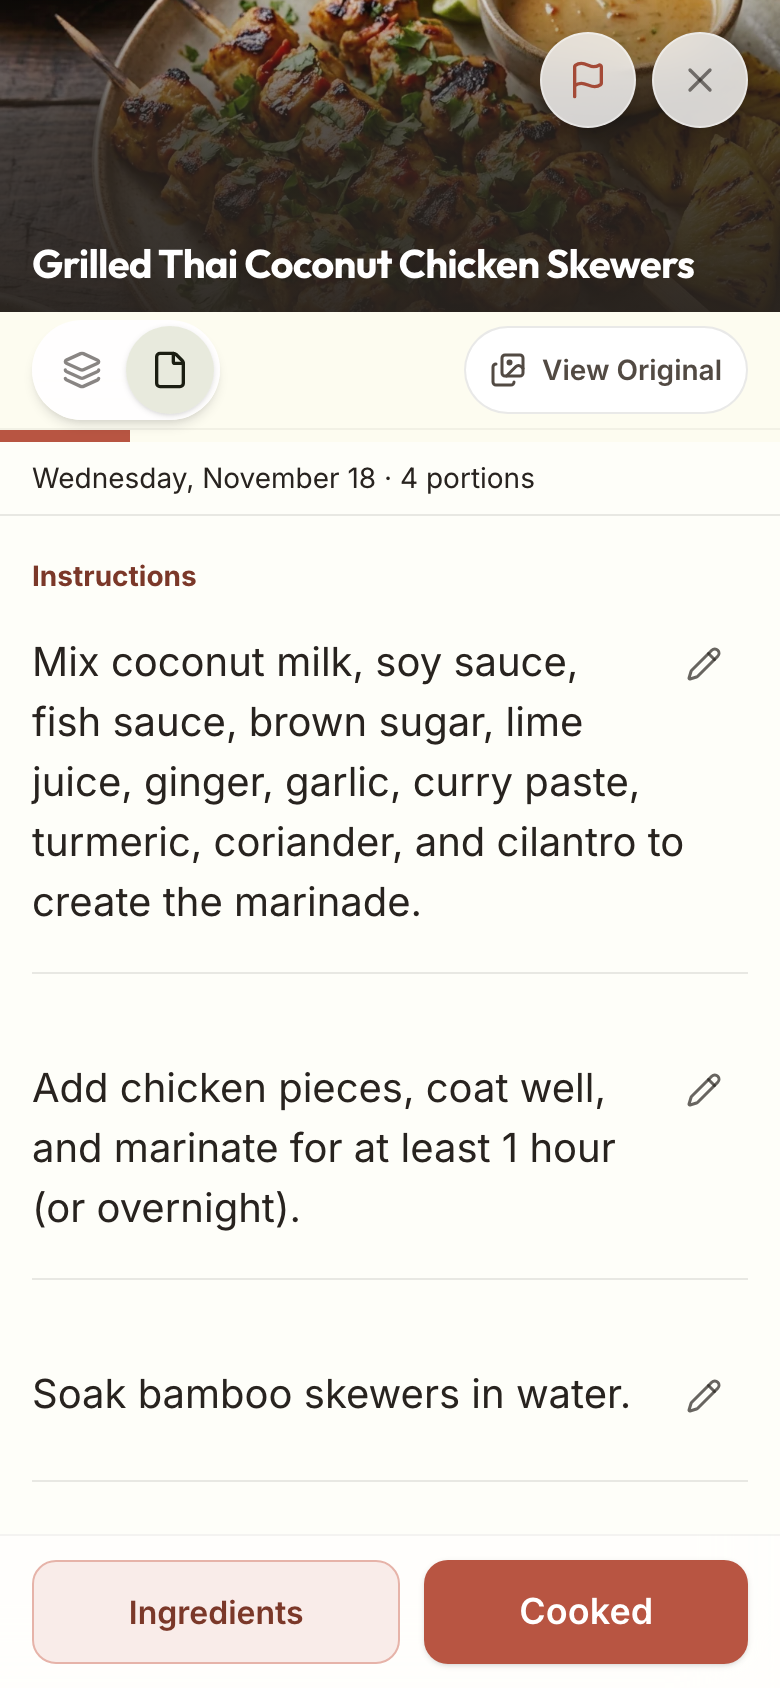 Grilled Thai Coconut Chicken Skewers
View Original
Wednesday, November 18 · 4 portions
Instructions
Mix coconut milk, soy sauce,
fish sauce, brown sugar, lime
juice, ginger, garlic, curry paste,
turmeric, coriander, and cilantro to
create the marinade.
Add chicken pieces, coat well,
and marinate for at least 1 hour
(or overnight).
Soak bamboo skewers in water.
Ingredients
Cooked